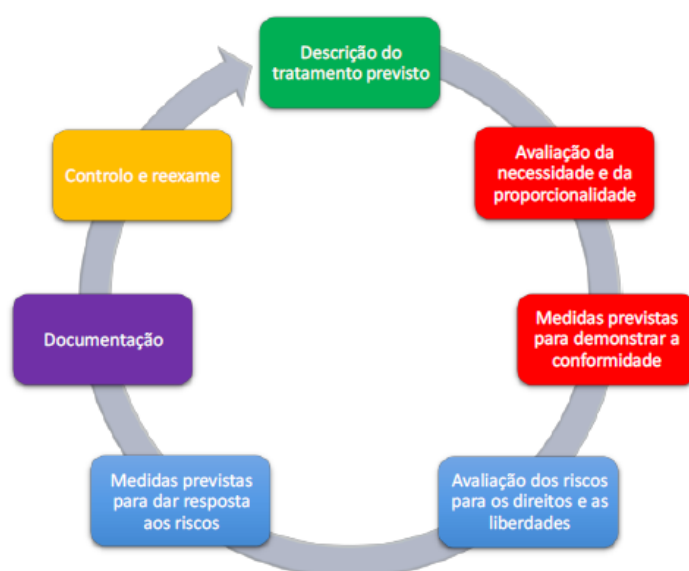 Descrição do
tratamento previsto
Avaliação da
necessidade e da
proporcionalidade
Medidas previstas
para demonstrar a
conformidade
Avaliação dos riscos
para os direitos e as
liberdades
Medidas previstas
para dar resposta
aos riscos
Documentação
Controlo e reexame